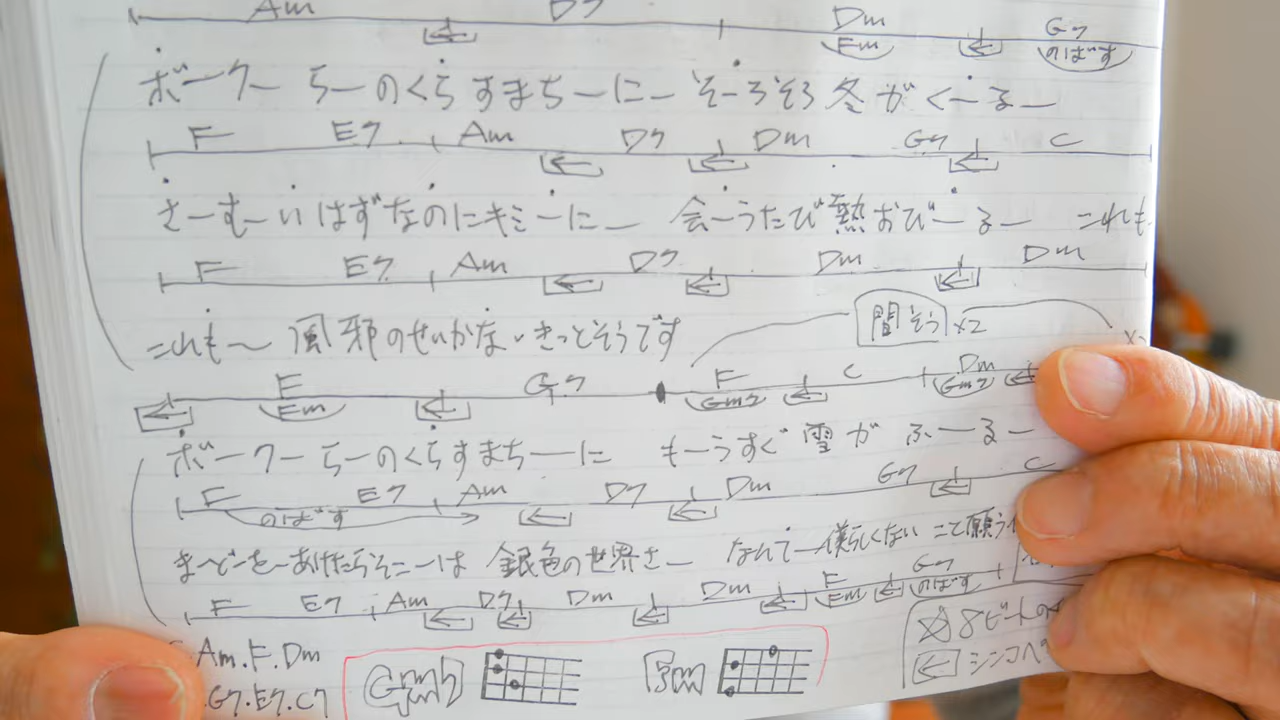 Am D7 Dm G7
← Fm ← のばす
ボークーらーのくらすまちーにー そーろそろ冬がくーるー
F E7 Am D7 Dm G7 C
← ← ←
さーむーいはずなのにキミーにー 会ーうたび熱おびーるー これも
F E7 Am D7 Dm Dm
← ← ←
これも〜 風邪のせいかないきっとそうです
間そう x2
E G7 F C Dm
← Em ← Gm7 ← Gm7 ←
ボークーらーのくらすまちーに もーうすぐ雪がふーるー
F E7 Am D7 Dm G7 C
のばす ← ← ←
まーどーをーあけたらそこーは 銀色の世界さー なんてー僕らしくない こと願う
F E7 Am D7 Dm Dm F G7
← ← ← ← Em ← のばす
Am.F.Dm
G7.E7.C7
Gm7 Fm
☆ 8ビートの
← シンコペ